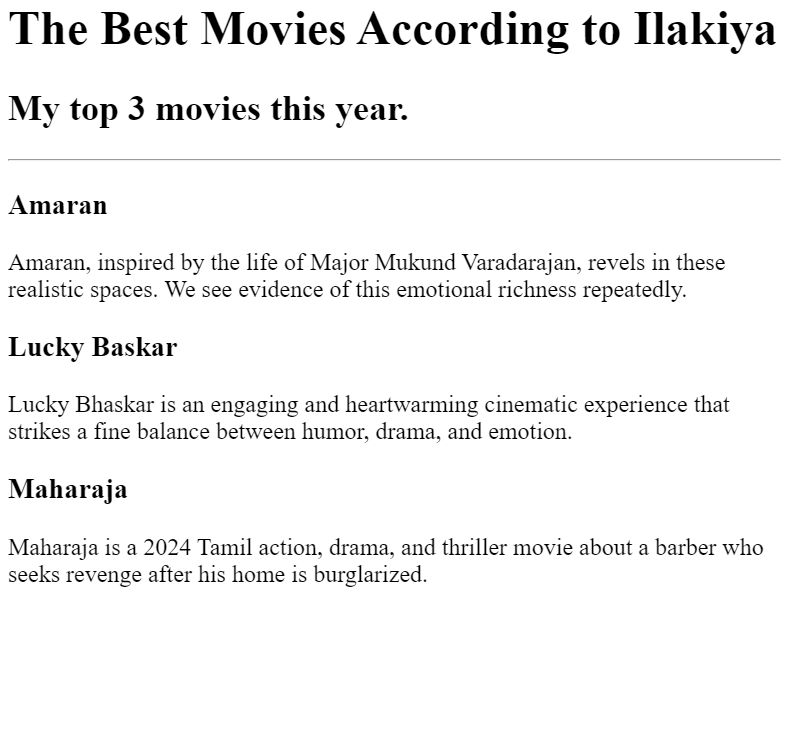 The Best Movies According to Ilakiya
My top 3 movies this year.
Amaran
Amaran, inspired by the life of Major Mukund Varadarajan, revels in these
realistic spaces. We see evidence of this emotional richness repeatedly.
Lucky Baskar
Lucky Bhaskar is an engaging and heartwarming cinematic experience that
strikes a fine balance between humor, drama, and emotion.
Maharaja
Maharaja is a 2024 Tamil action, drama, and thriller movie about a barber who
seeks revenge after his home is burglarized.